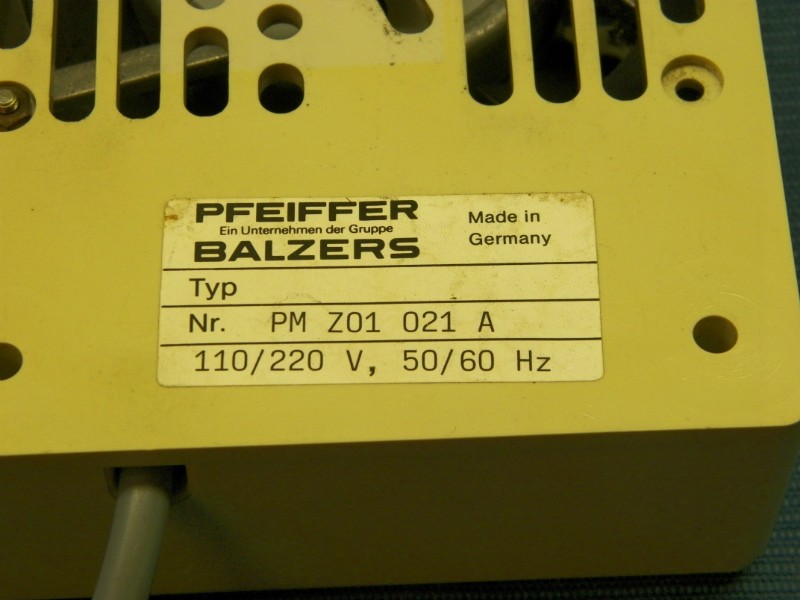 PFEIFFER
Ein Unternehmen der Gruppe
BALZERS
Made in
Germany
Typ
Nr. PM Z01 021 A
110/220 V, 50/60 Hz